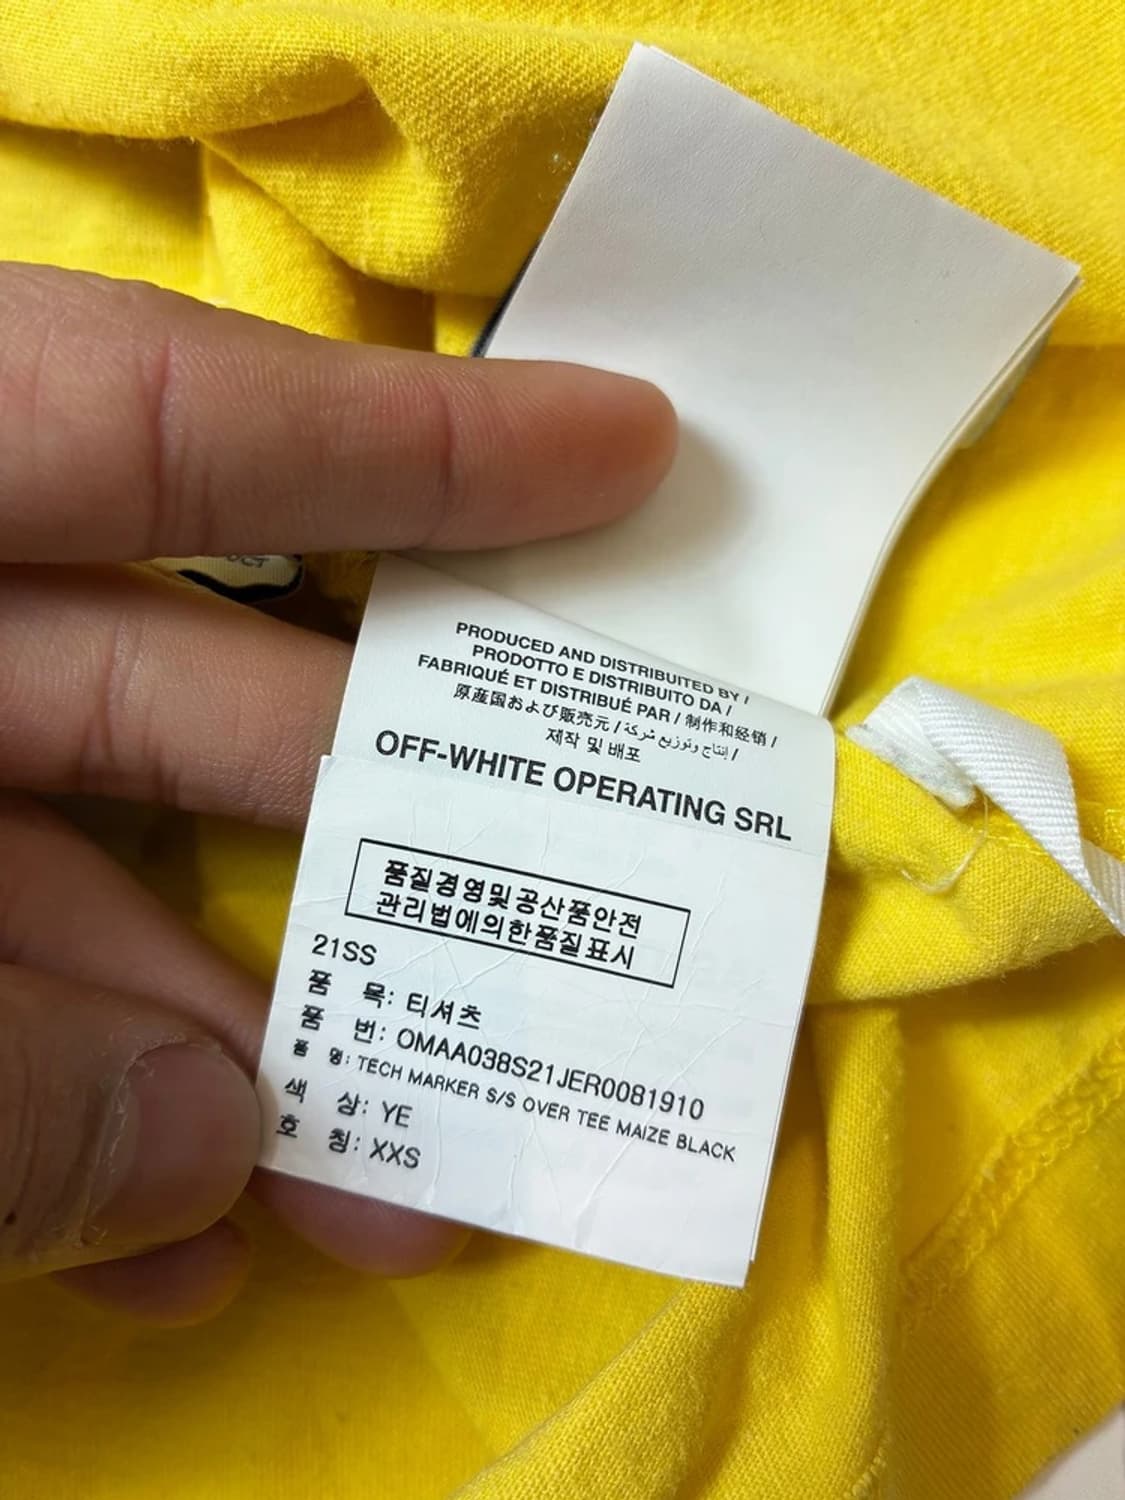 PRODUCED AND DISTRIBUITED BY /
PRODOTTO E DISTRIBUITO DA /
FABRIQUÉ ET DISTRIBUÉ PAR / 制作和经销 /
原産国および販売元 / إنتاج وتوزيع شركة /
제작 및 배포
OFF-WHITE OPERATING SRL
품질경영및공산품안전
관리법에의한품질표시
21SS
품 목: 티셔츠
품 번: OMAA038S21JER0081910
품 명: TECH MARKER S/S OVER TEE MAIZE BLACK
색 상: YE
호 칭: XXS